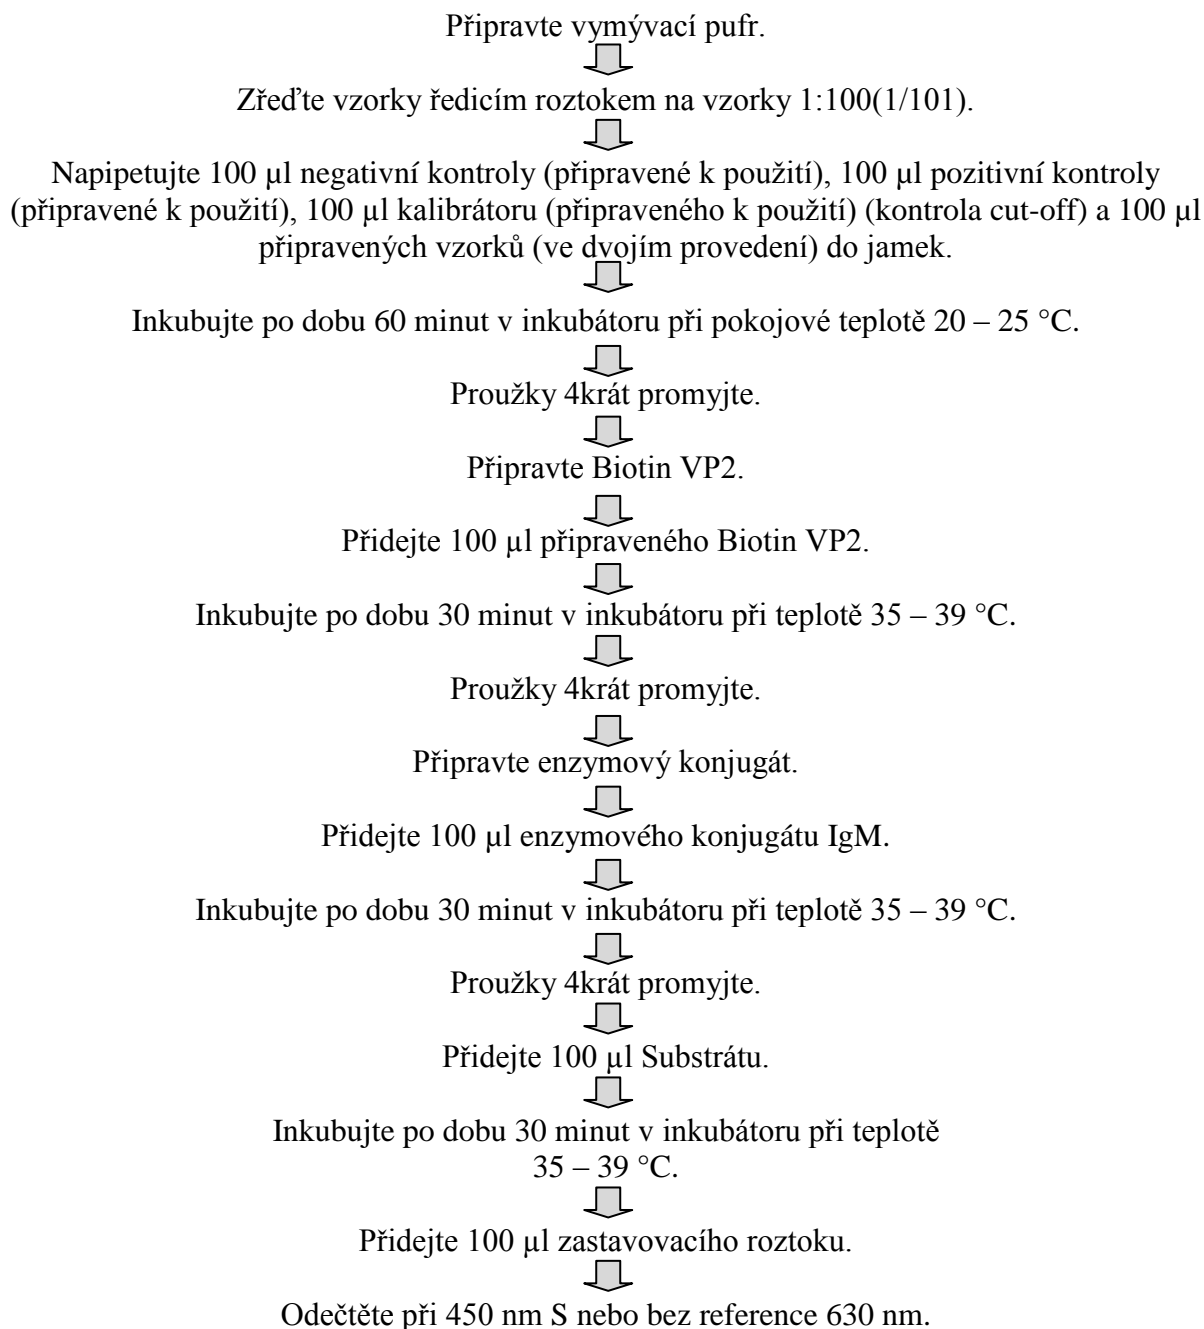 Připravte vymývací pufr.
Zřeďte vzorky ředicím roztokem na vzorky 1:100(1/101).
Napipetujte 100 µl negativní kontroly (připravené k použití), 100 µl pozitivní kontroly
(připravené k použití), 100 µl kalibrátoru (připraveného k použití) (kontrola cut-off) a 100 µl
připravených vzorků (ve dvojím provedení) do jamek.
Inkubujte po dobu 60 minut v inkubátoru při pokojové teplotě 20 – 25 °C.
Proužky 4krát promyjte.
Připravte Biotin VP2.
Přidejte 100 µl připraveného Biotin VP2.
Inkubujte po dobu 30 minut v inkubátoru při teplotě 35 – 39 °C.
Proužky 4krát promyjte.
Připravte enzymový konjugát.
Přidejte 100 µl enzymového konjugátu IgM.
Inkubujte po dobu 30 minut v inkubátoru při teplotě 35 – 39 °C.
Proužky 4krát promyjte.
Přidejte 100 µl Substrátu.
Inkubujte po dobu 30 minut v inkubátoru při teplotě
35 – 39 °C.
Přidejte 100 µl zastavovacího roztoku.
Odečtěte při 450 nm S nebo bez reference 630 nm.